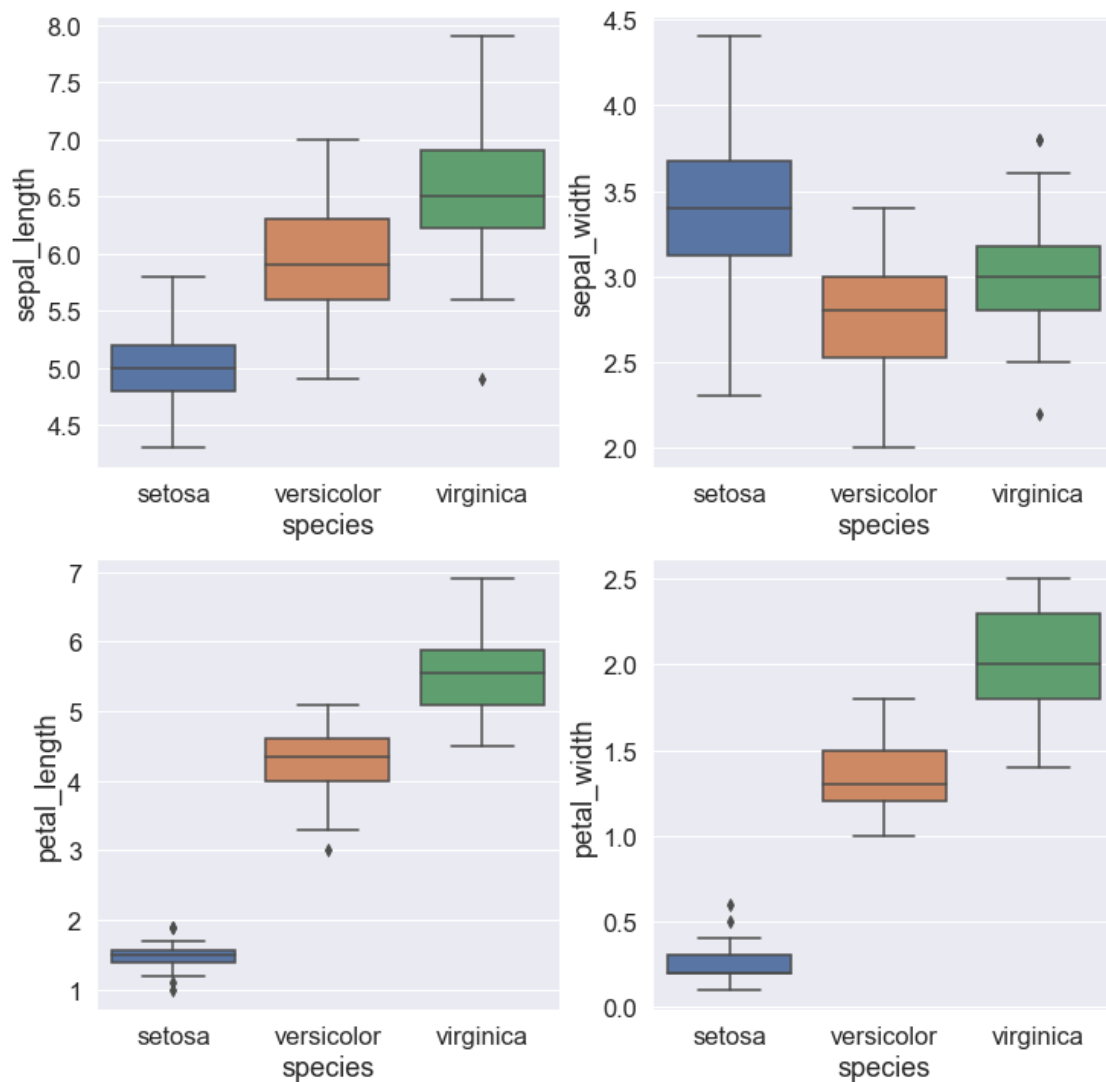 sepal_length
8.0
7.5
7.0
6.5
6.0
5.5
5.0
4.5
setosa versicolor virginica
species
sepal_width
4.5
4.0
3.5
3.0
2.5
2.0
setosa versicolor virginica
species
petal_length
7
6
5
4
3
2
1
setosa versicolor virginica
species
petal_width
2.5
2.0
1.5
1.0
0.5
0.0
setosa versicolor virginica
species